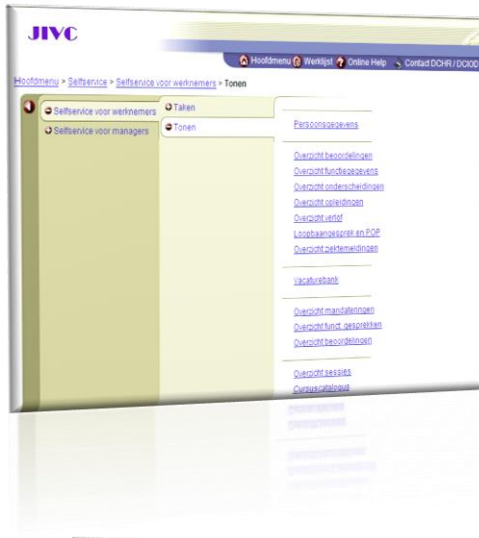 JIVC
Hoofdmenu Werklijst Online Help Contact DCHR / DCIOD
Hoofdmenu > Selfservice > Selfservice voor werknemers > Tonen
Selfservice voor werknemers
Selfservice voor managers
Taken
Tonen
Persoonsgegevens
Overzicht beoordelingen
Overzicht functiegegevens
Overzicht onderscheidingen
Overzicht opleidingen
Overzicht verlof
Loopbaangesprek en POP
Overzicht ziektemeldingen
Vacaturebank
Overzicht mandateringen
Overzicht funct. gesprekken
Overzicht beoordelingen
Overzicht sessies
Cursuscatalogus